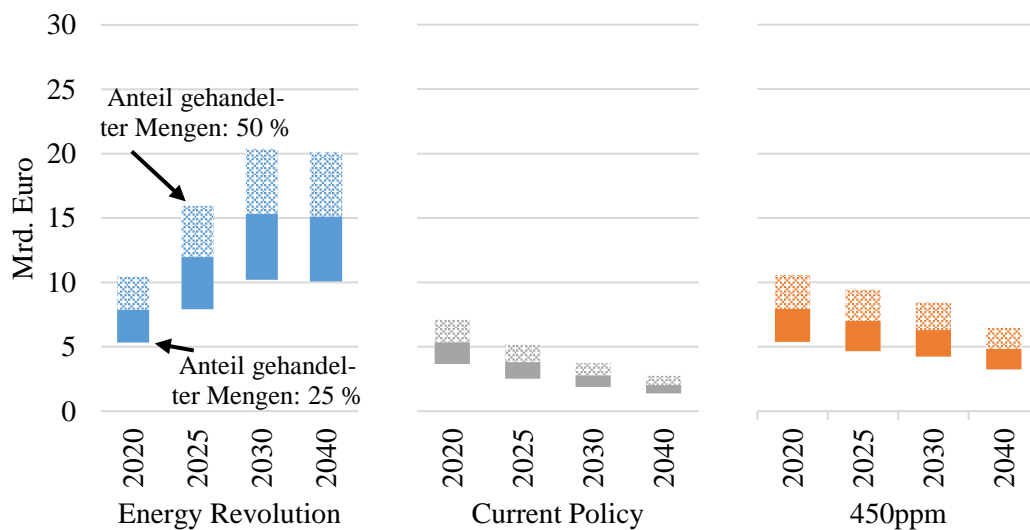 30
25
20
15
10
5
0
Mrd. Euro
Anteil gehandel-
ter Mengen: 50 %
Anteil gehandel-
ter Mengen: 25 %
2020
2025
2030
2040
2020
2025
2030
2040
2020
2025
2030
2040
Energy Revolution
Current Policy
450ppm